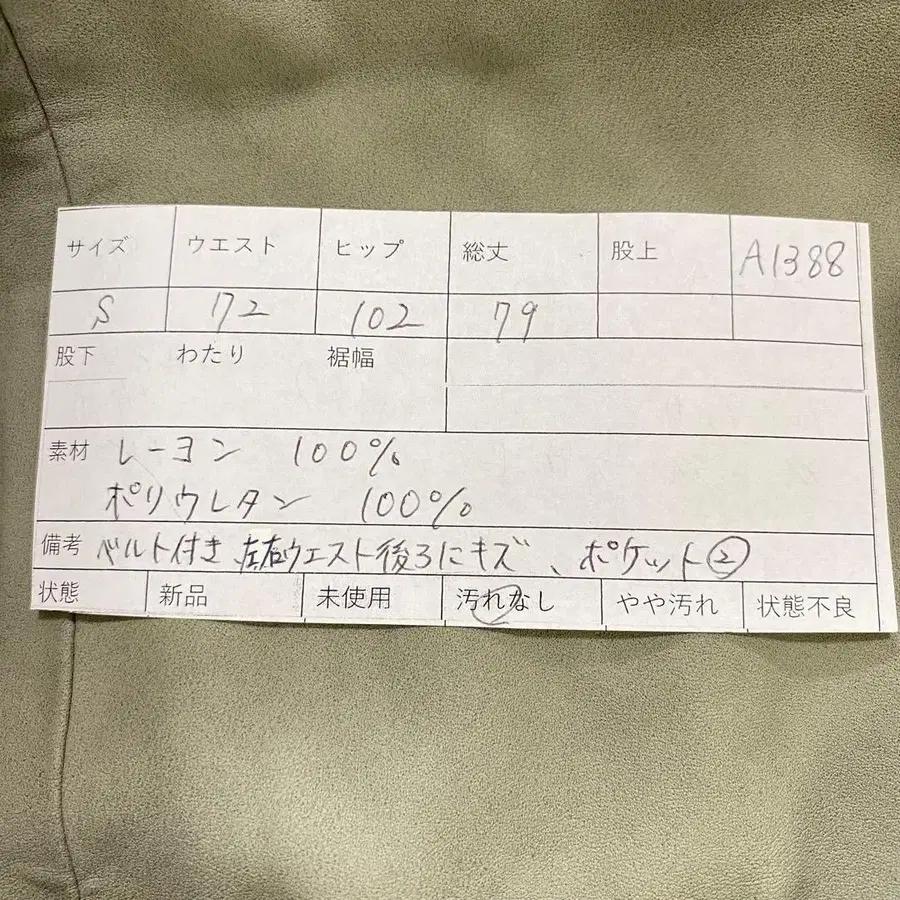 サイズ ウエスト ヒップ 総丈 股上 A1388
S 72 102 79
股下 わたり 裾幅
素材 レーヨン 100%
ポリウレタン 100%
備考 ベルト付き、左右ウエスト後ろにキズ、ポケット②
状態 新品 未使用 汚れなし やや汚れ 状態不良